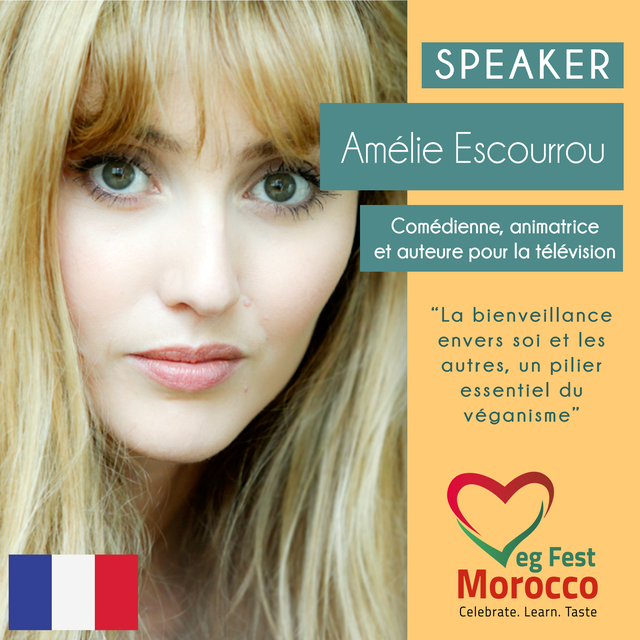 SPEAKER
Amélie Escourrou
Comédienne, animatrice
et auteure pour la télévision
“La bienveillance
envers soi et les
autres, un pilier
essentiel du
véganisme”
Veg Fest
Morocco
Celebrate. Learn. Taste